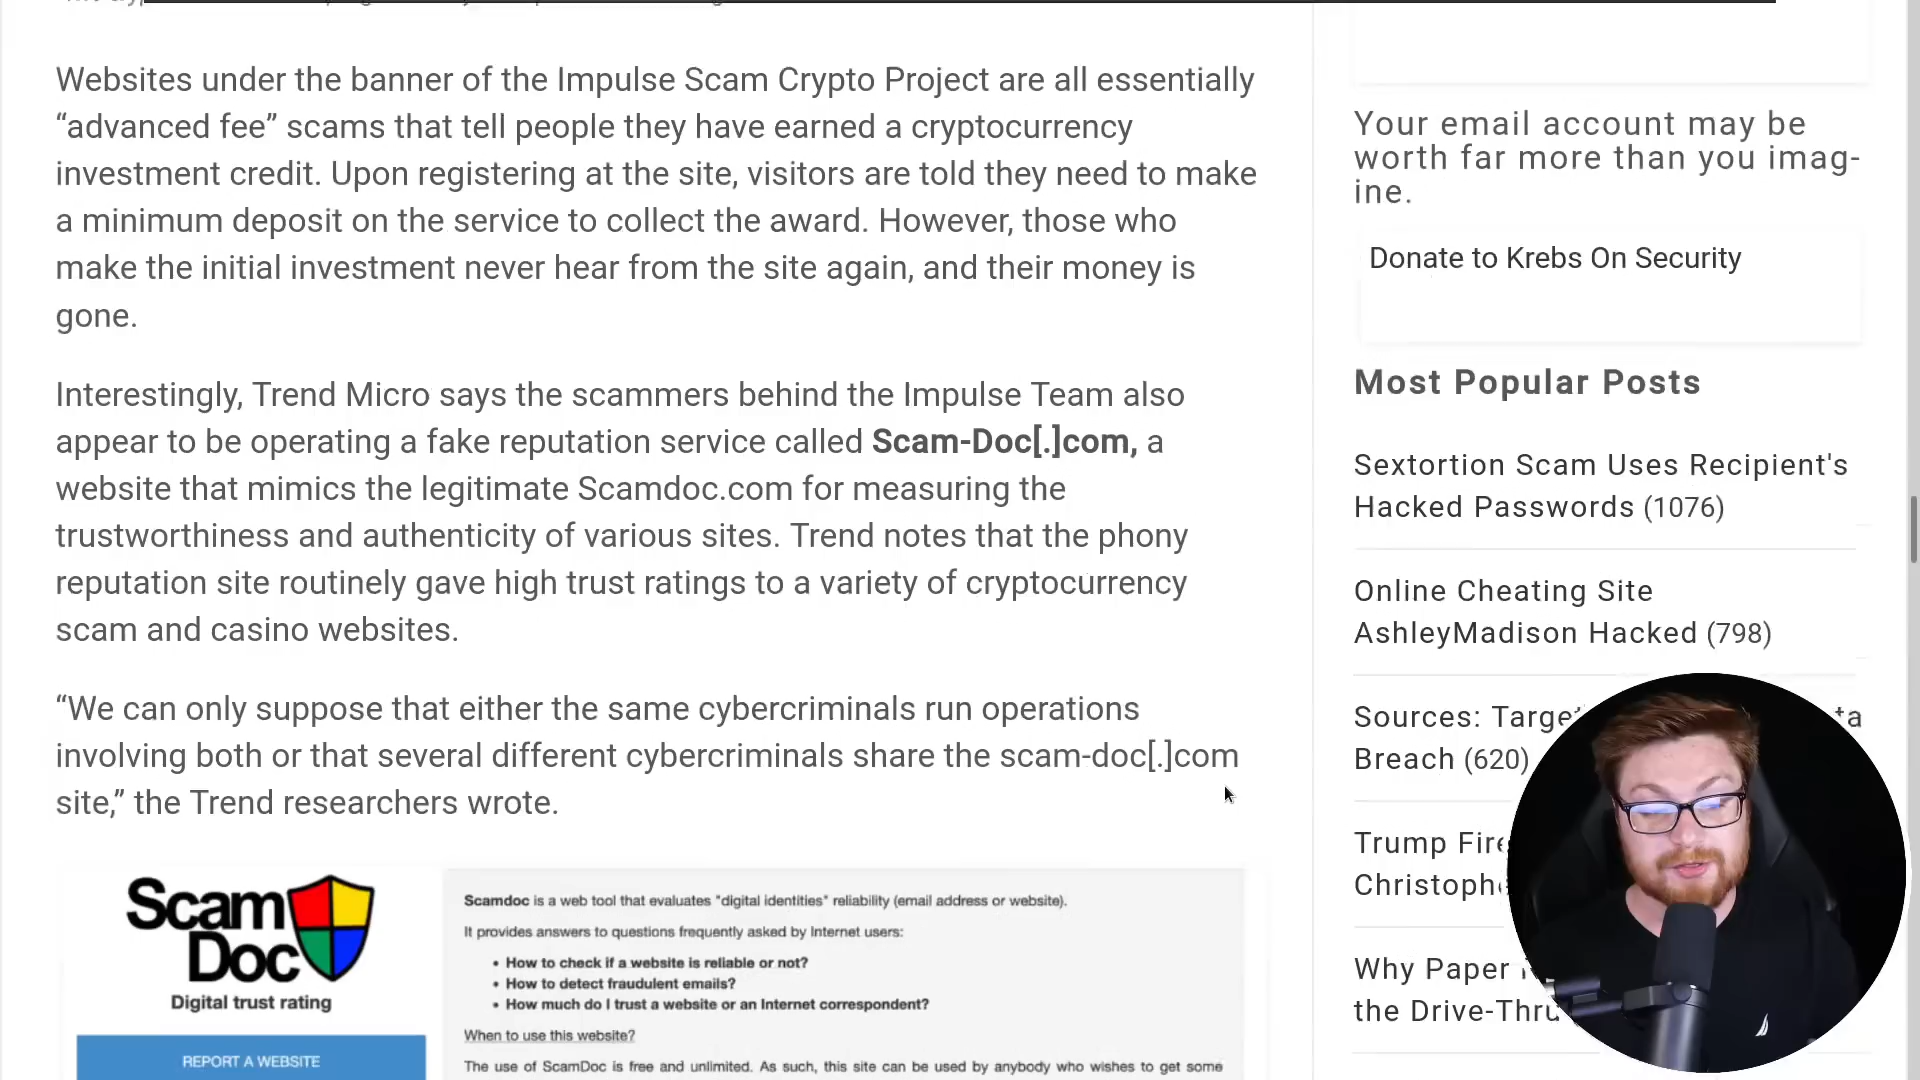 Websites under the banner of the Impulse Scam Crypto Project are all essentially
“advanced fee” scams that tell people they have earned a cryptocurrency
investment credit. Upon registering at the site, visitors are told they need to make
a minimum deposit on the service to collect the award. However, those who
make the initial investment never hear from the site again, and their money is
gone.
Interestingly, Trend Micro says the scammers behind the Impulse Team also
appear to be operating a fake reputation service called Scam-Doc[.]com, a
website that mimics the legitimate Scamdoc.com for measuring the
trustworthiness and authenticity of various sites. Trend notes that the phony
reputation site routinely gave high trust ratings to a variety of cryptocurrency
scam and casino websites.
“We can only suppose that either the same cybercriminals run operations
involving both or that several different cybercriminals share the scam-doc[.]com
site,” the Trend researchers wrote.
Scam
Doc
Digital trust rating
REPORT A WEBSITE
Scamdoc is a web tool that evaluates "digital identities" reliability (email address or website).
It provides answers to questions frequently asked by Internet users:
• How to check if a website is reliable or not?
• How to detect fraudulent emails?
• How much do I trust a website or an Internet correspondent?
When to use this website?
The use of ScamDoc is free and unlimited. As such, this site can be used by anybody who wishes to get some
Your email account may be
worth far more than you imag-
ine.
Donate to Krebs On Security
Most Popular Posts
Sextortion Scam Uses Recipient's
Hacked Passwords (1076)
Online Cheating Site
AshleyMadison Hacked (798)
Sources:
Breach (620)
Trump
Why Paper
the